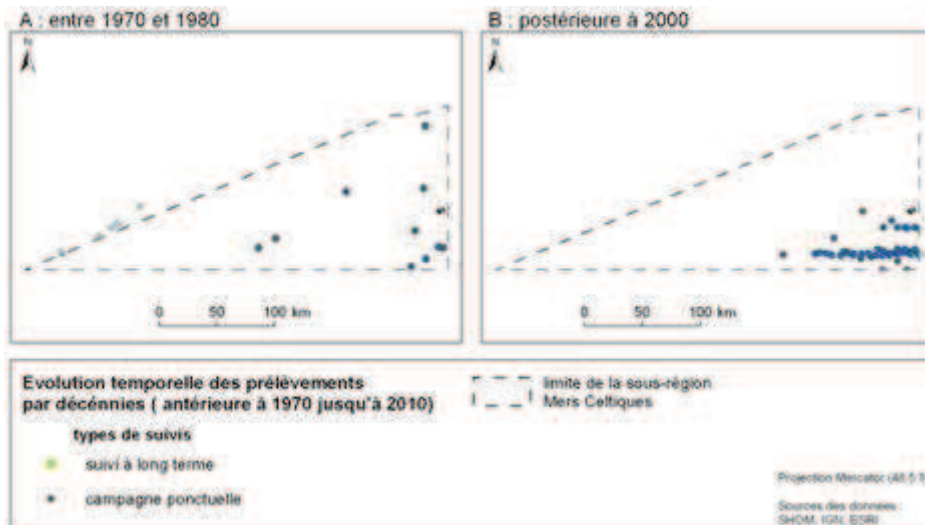 A : entre 1970 et 1980
B : postérieure à 2000
N
N
0 50 100 km
0 50 100 km
Evolution temporelle des prélèvements
par décénnies ( antérieure à 1970 jusqu'à 2010)
types de suivis
suivi à long terme
campagne ponctuelle
limite de la sous-région
Mers Celtiques
Projection Mercator
Sources des données :
SHOM, IGN, ESRI